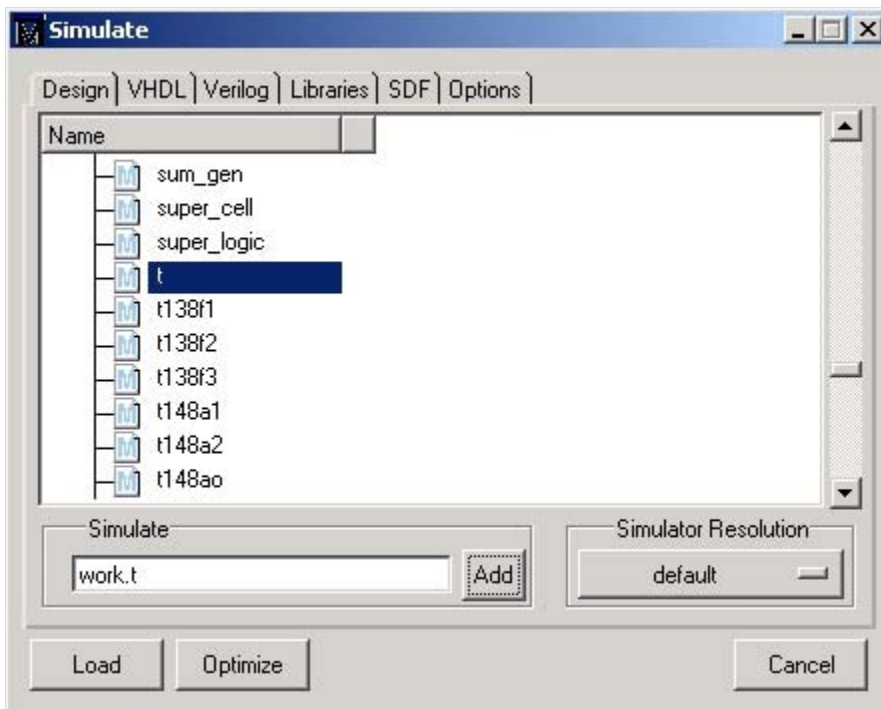 Simulate
Design VHDL Verilog Libraries SDF Options
Name
sum_gen
super_cell
super_logic
t
t138f1
t138f2
t138f3
t148a1
t148a2
t148ao
Simulate
work.t
Add
Simulator Resolution
default
Load Optimize Cancel